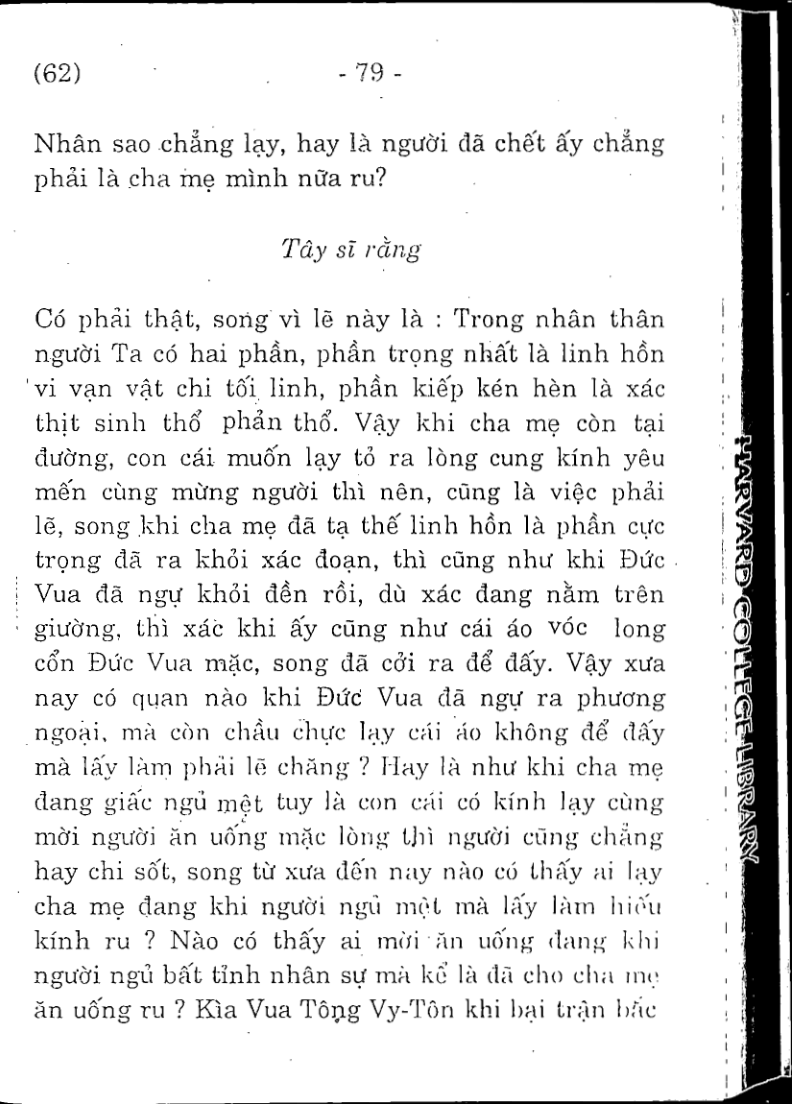 (62) - 79 -
Nhân sao chẳng lạy, hay là người đã chết ấy chẳng
phải là cha mẹ mình nữa ru?
Tây sĩ rằng
Có phải thật, song vì lẽ này là : Trong nhân thân
người Ta có hai phần, phần trọng nhất là linh hồn
vi vạn vật chi tối linh, phần kiếp kén hèn là xác
thịt sinh thổ phản thổ. Vậy khi cha mẹ còn tại
đường, con cái muốn lạy tỏ ra lòng cung kính yêu
mến cùng mừng người thì nên, cũng là việc phải
lẽ, song khi cha mẹ đã tạ thế linh hồn là phần cực
trọng đã ra khỏi xác đoạn, thì cũng như khi Đức
Vua đã ngự khỏi đền rồi, dù xác đang nằm trên
giường, thì xác khi ấy cũng như cái áo vóc long
cổn Đức Vua mặc, song đã cởi ra để đấy. Vậy xưa
nay có quan nào khi Đức Vua đã ngự ra phương
ngoại, mà còn chầu chực lạy cái áo không để đấy
mà lấy làm phải lẽ chăng ? Hay là như khi cha mẹ
đang giấc ngủ mệt tuy là con cái có kính lạy cùng
mời người ăn uống mặc lòng thì người cũng chẳng
hay chi sốt, song từ xưa đến nay nào có thấy ai lạy
cha mẹ đang khi người ngủ mệt mà lấy làm hiếu
kính ru ? Nào có thấy ai mời ăn uống đang khi
người ngủ bất tỉnh nhân sự mà kể là đã cho cha mẹ
ăn uống ru ? Kìa Vua Tông Vy-Tôn khi bại trận bắc
HARVARD COLLEGE LIBRARY